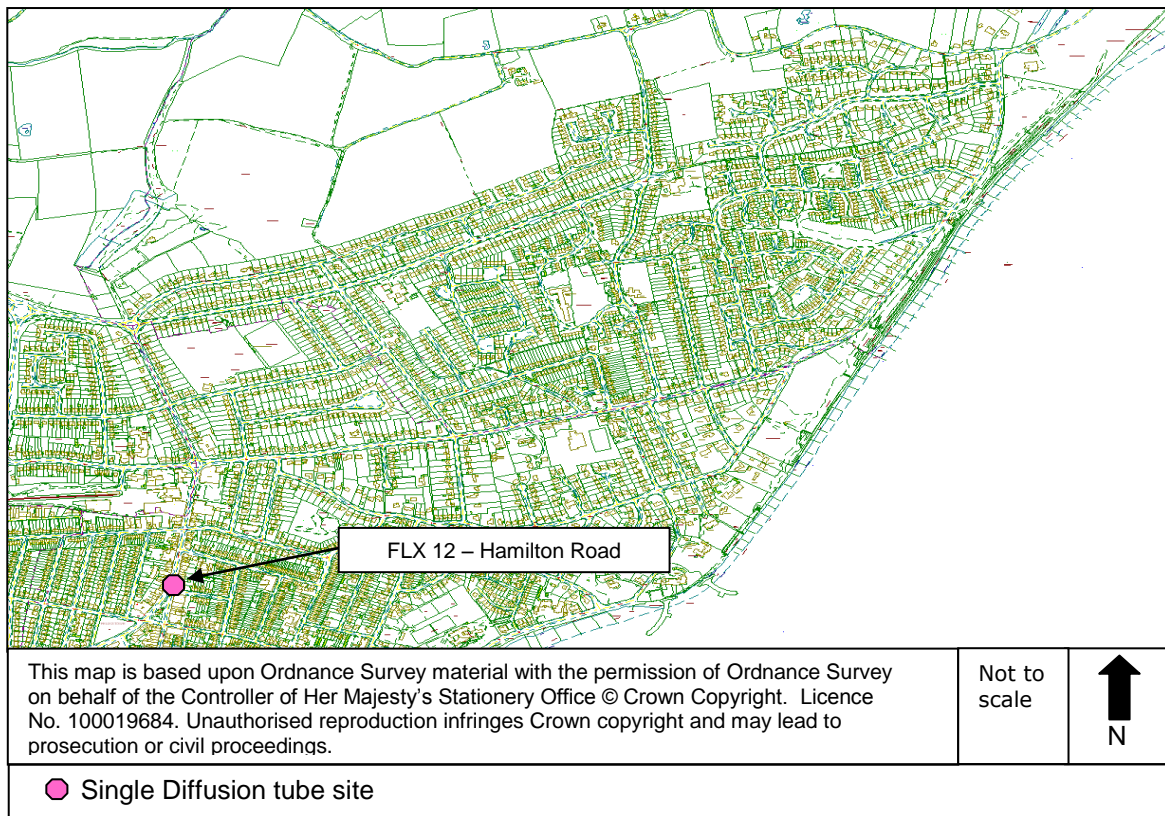 FLX 12 – Hamilton Road
This map is based upon Ordnance Survey material with the permission of Ordnance Survey
on behalf of the Controller of Her Majesty's Stationery Office © Crown Copyright. Licence
No. 100019684. Unauthorised reproduction infringes Crown copyright and may lead to
prosecution or civil proceedings.
Not to
scale
N
Single Diffusion tube site